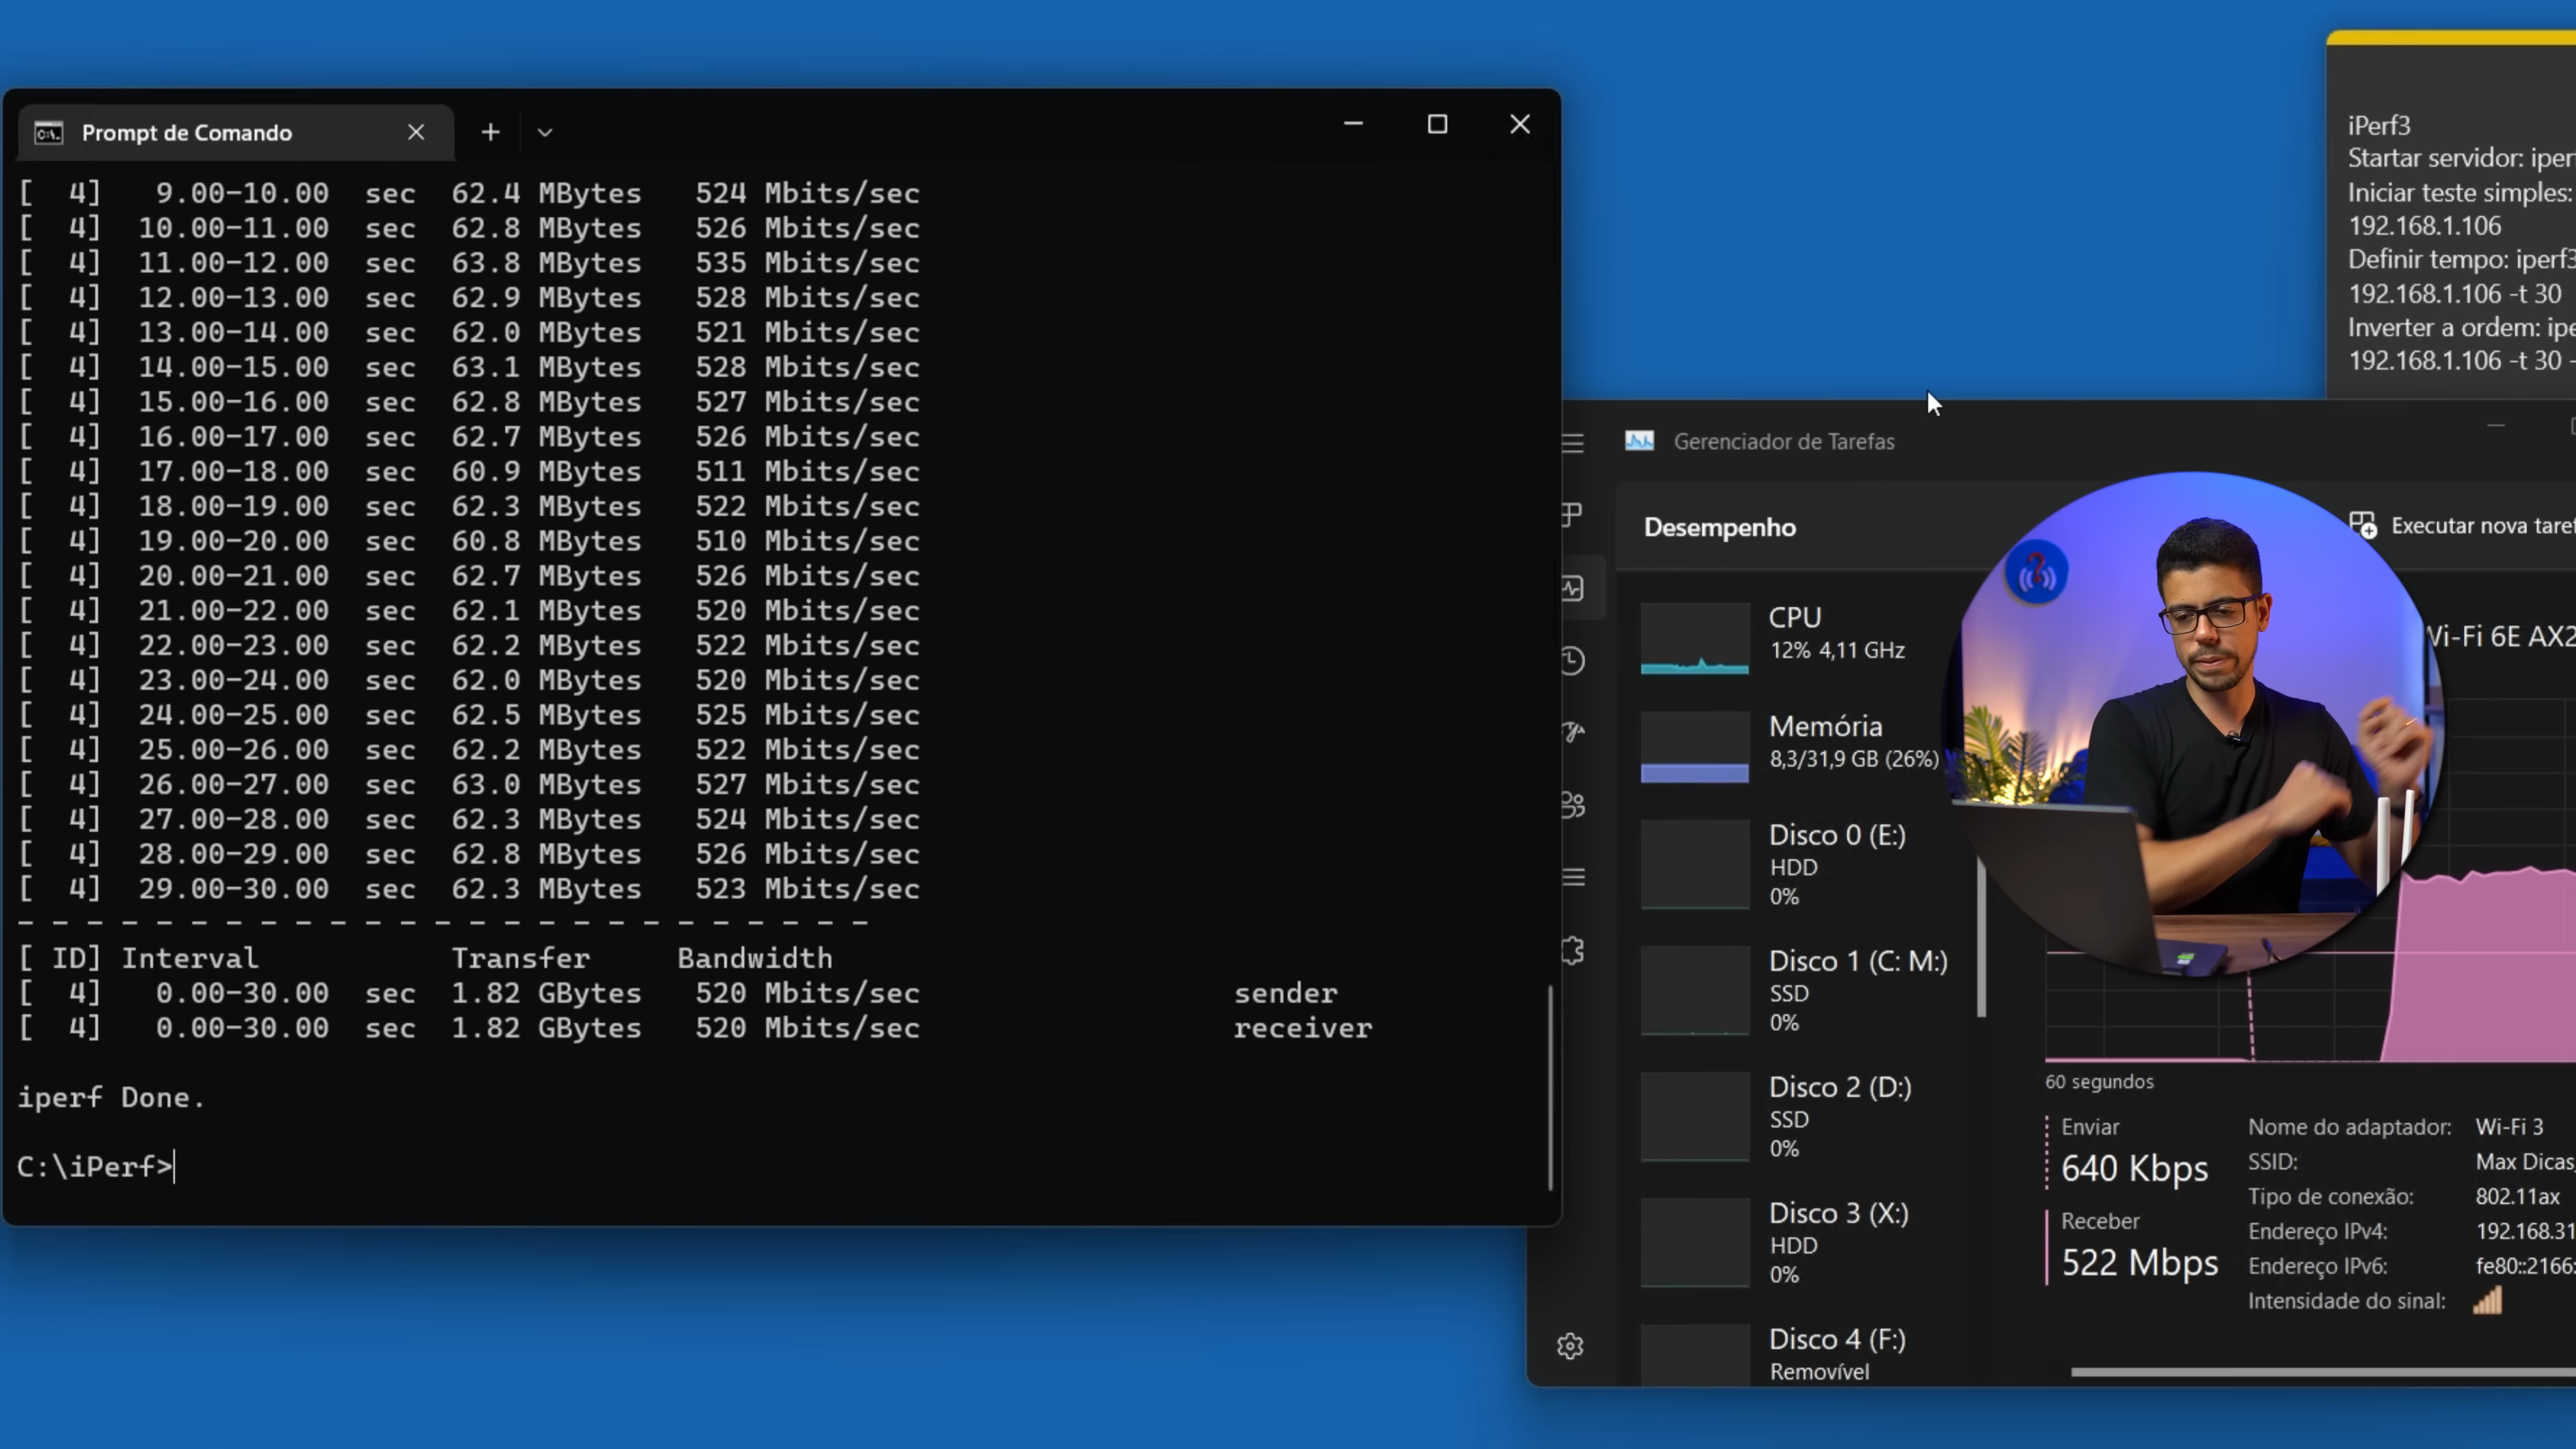 Prompt de Comando
[  4]   9.00-10.00  sec  62.4 MBytes   524 Mbits/sec
[  4]  10.00-11.00  sec  62.8 MBytes   526 Mbits/sec
[  4]  11.00-12.00  sec  63.8 MBytes   535 Mbits/sec
[  4]  12.00-13.00  sec  62.9 MBytes   528 Mbits/sec
[  4]  13.00-14.00  sec  62.0 MBytes   521 Mbits/sec
[  4]  14.00-15.00  sec  63.1 MBytes   528 Mbits/sec
[  4]  15.00-16.00  sec  62.8 MBytes   527 Mbits/sec
[  4]  16.00-17.00  sec  62.7 MBytes   526 Mbits/sec
[  4]  17.00-18.00  sec  60.9 MBytes   511 Mbits/sec
[  4]  18.00-19.00  sec  62.3 MBytes   522 Mbits/sec
[  4]  19.00-20.00  sec  60.8 MBytes   510 Mbits/sec
[  4]  20.00-21.00  sec  62.7 MBytes   526 Mbits/sec
[  4]  21.00-22.00  sec  62.1 MBytes   520 Mbits/sec
[  4]  22.00-23.00  sec  62.2 MBytes   522 Mbits/sec
[  4]  23.00-24.00  sec  62.0 MBytes   520 Mbits/sec
[  4]  24.00-25.00  sec  62.5 MBytes   525 Mbits/sec
[  4]  25.00-26.00  sec  62.2 MBytes   522 Mbits/sec
[  4]  26.00-27.00  sec  63.0 MBytes   527 Mbits/sec
[  4]  27.00-28.00  sec  62.3 MBytes   524 Mbits/sec
[  4]  28.00-29.00  sec  62.8 MBytes   526 Mbits/sec
[  4]  29.00-30.00  sec  62.3 MBytes   523 Mbits/sec
- - - - - - - - - - - - - - - - - - - - - - - - -
[ ID] Interval           Transfer     Bandwidth
[  4]   0.00-30.00  sec  1.82 GBytes   520 Mbits/sec                  sender
[  4]   0.00-30.00  sec  1.82 GBytes   520 Mbits/sec                  receiver
iperf Done.
C:\iPerf>
iPerf3
Startar servidor: iper
Iniciar teste simples:
192.168.1.106
Definir tempo: iperf3
192.168.1.106 -t 30
Inverter a ordem: ipe
192.168.1.106 -t 30 -
Gerenciador de Tarefas
Desempenho
Executar nova taref
CPU
12% 4,11 GHz
Memória
8,3/31,9 GB (26%)
Disco 0 (E:)
HDD
0%
Disco 1 (C: M:)
SSD
0%
Disco 2 (D:)
SSD
0%
Disco 3 (X:)
HDD
0%
Disco 4 (F:)
Removível
Wi-Fi 6E AX2
60 segundos
Enviar
640 Kbps
Receber
522 Mbps
Nome do adaptador: Wi-Fi 3
SSID: Max Dicas,
Tipo de conexão: 802.11ax
Endereço IPv4: 192.168.31
Endereço IPv6: fe80::2166:
Intensidade do sinal: